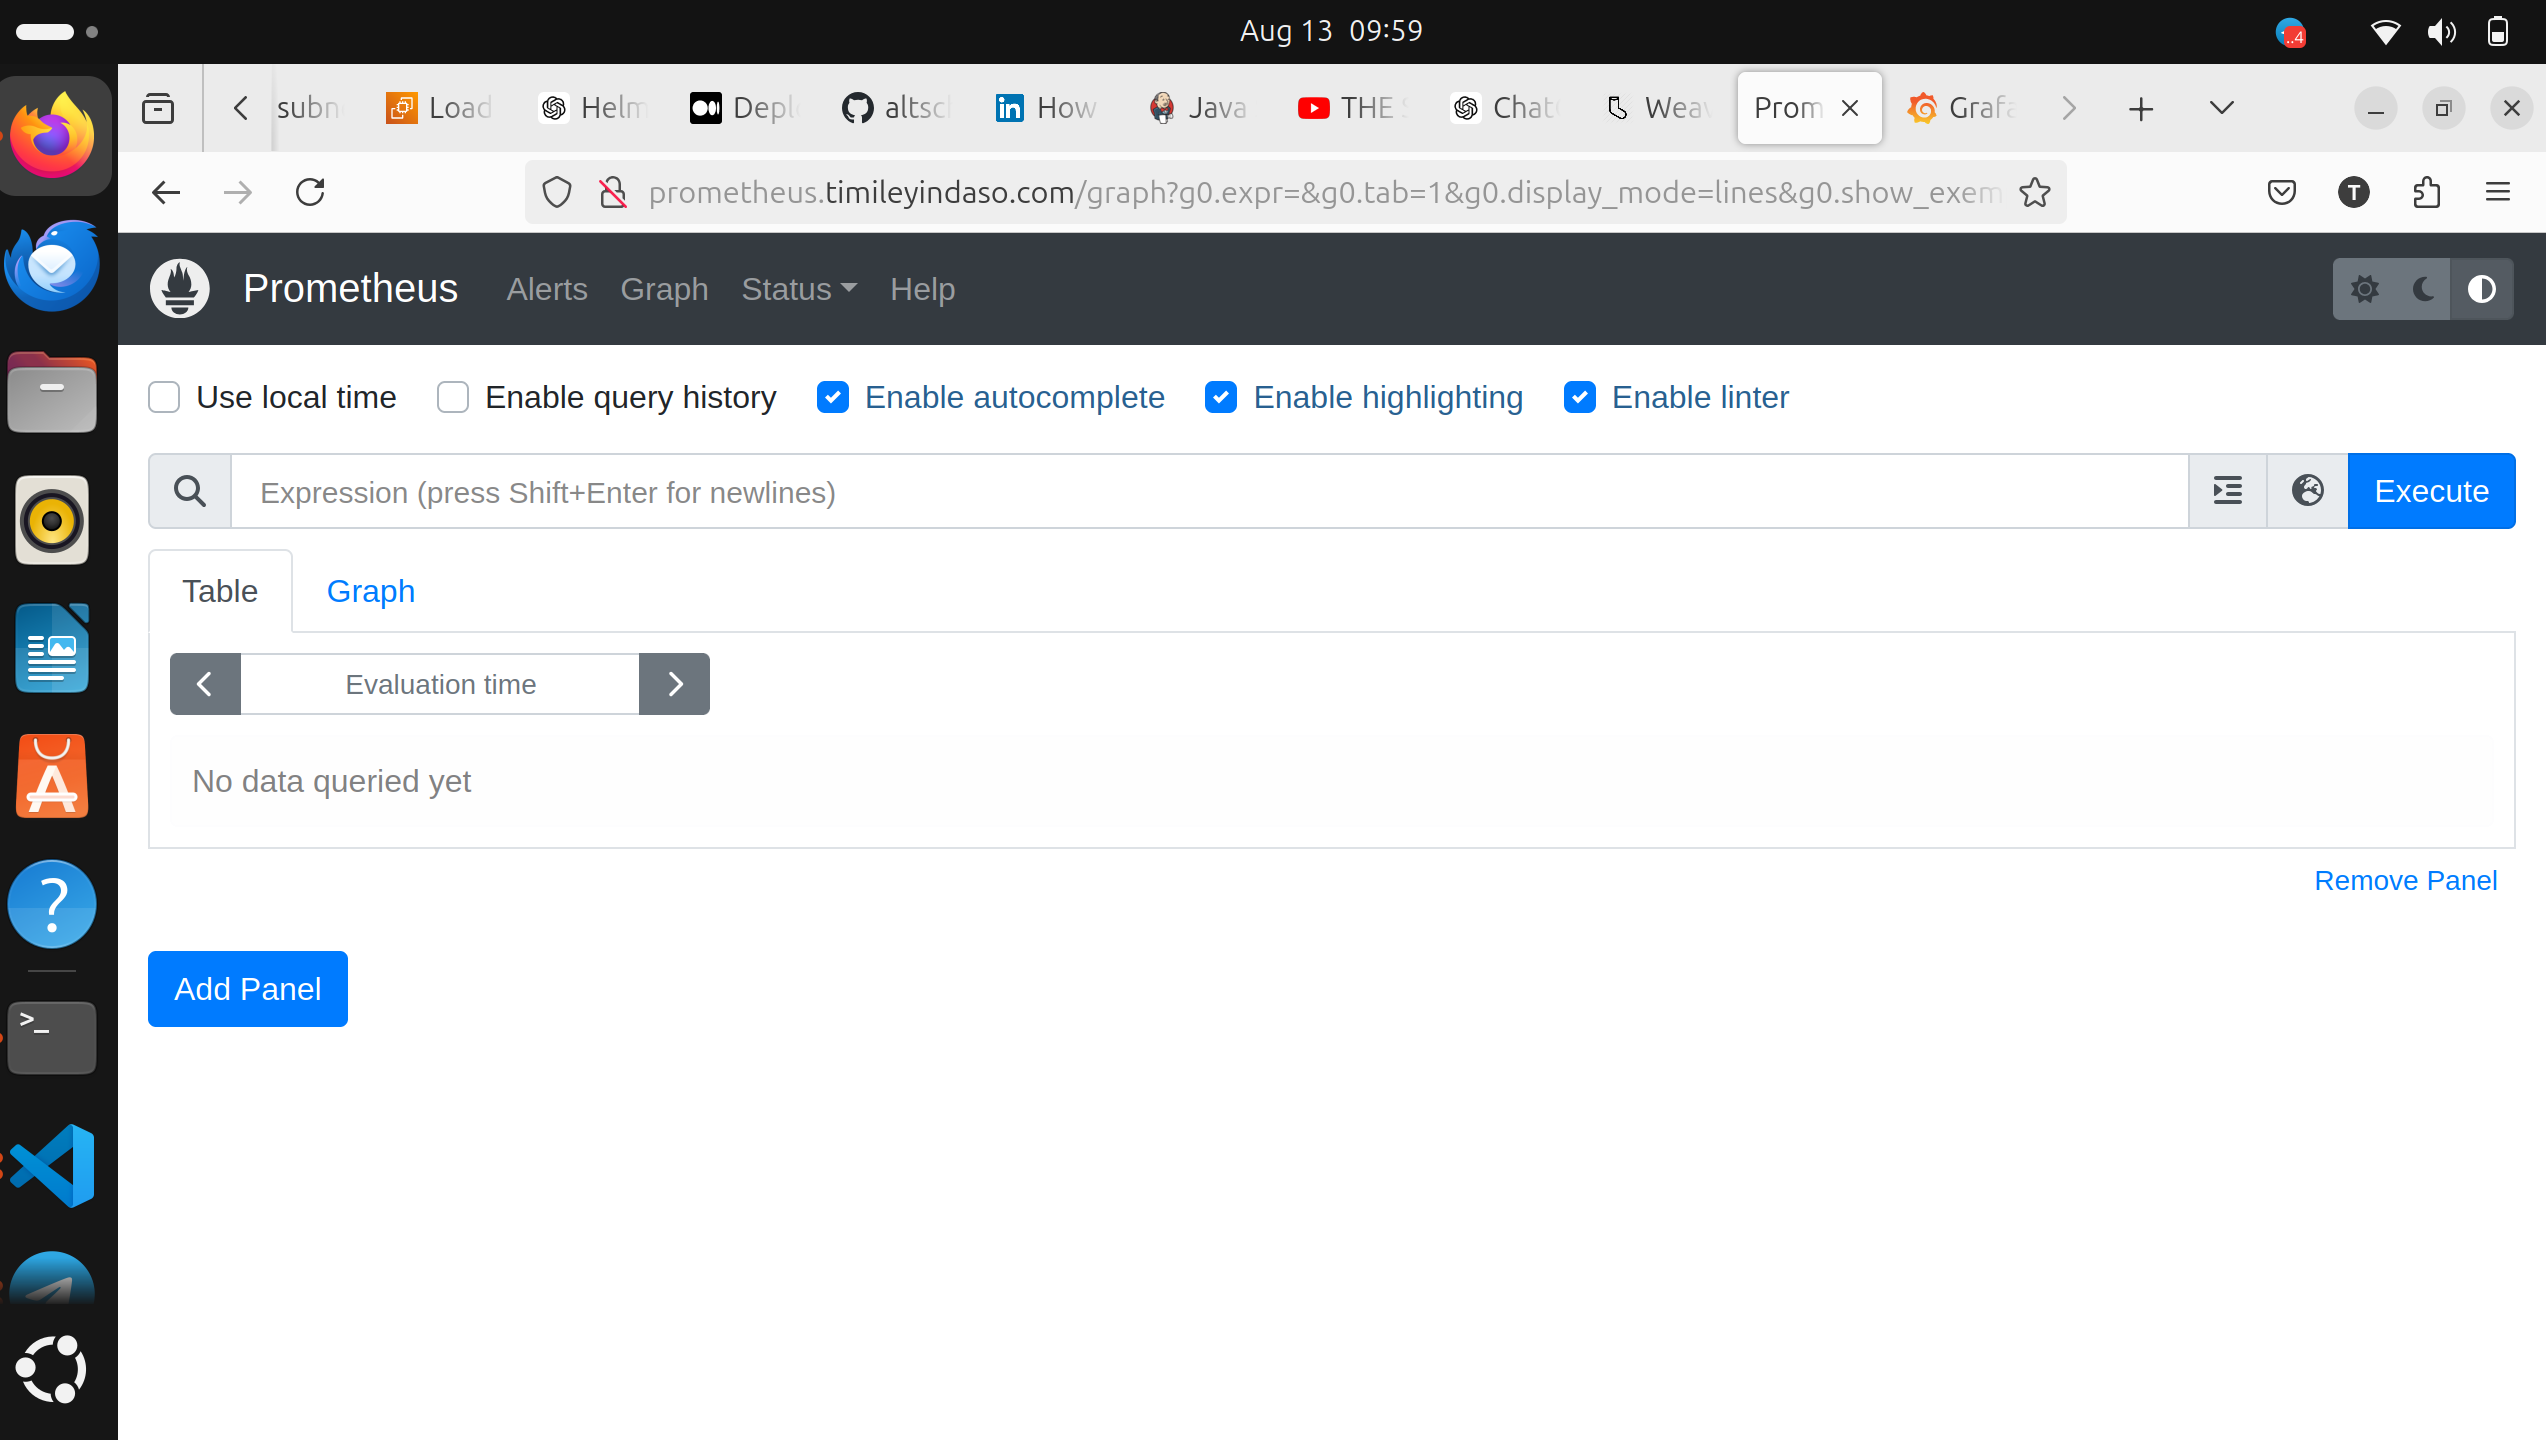 Aug 13 09:59
..4
subn
Load
Helm
Depl
altsc
How
Java
THE
Chat
Wea
Prom
Grafa
prometheus.timileyindaso.com/graph?g0.expr=&g0.tab=1&g0.display_mode=lines&g0.show_exem
T
Prometheus Alerts Graph Status Help
Use local time Enable query history Enable autocomplete Enable highlighting Enable linter
Expression (press Shift+Enter for newlines) Execute
Table Graph
Evaluation time
No data queried yet
Remove Panel
Add Panel